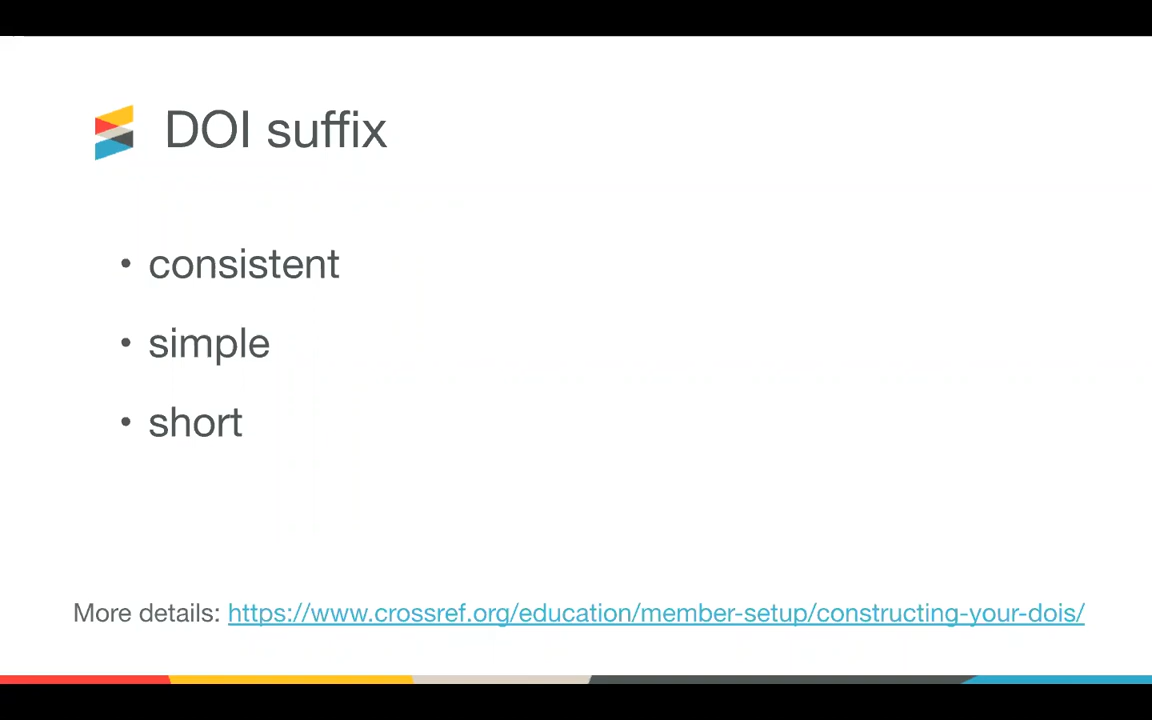 DOI suffix
• consistent
• simple
• short
More details: https://www.crossref.org/education/member-setup/constructing-your-dois/